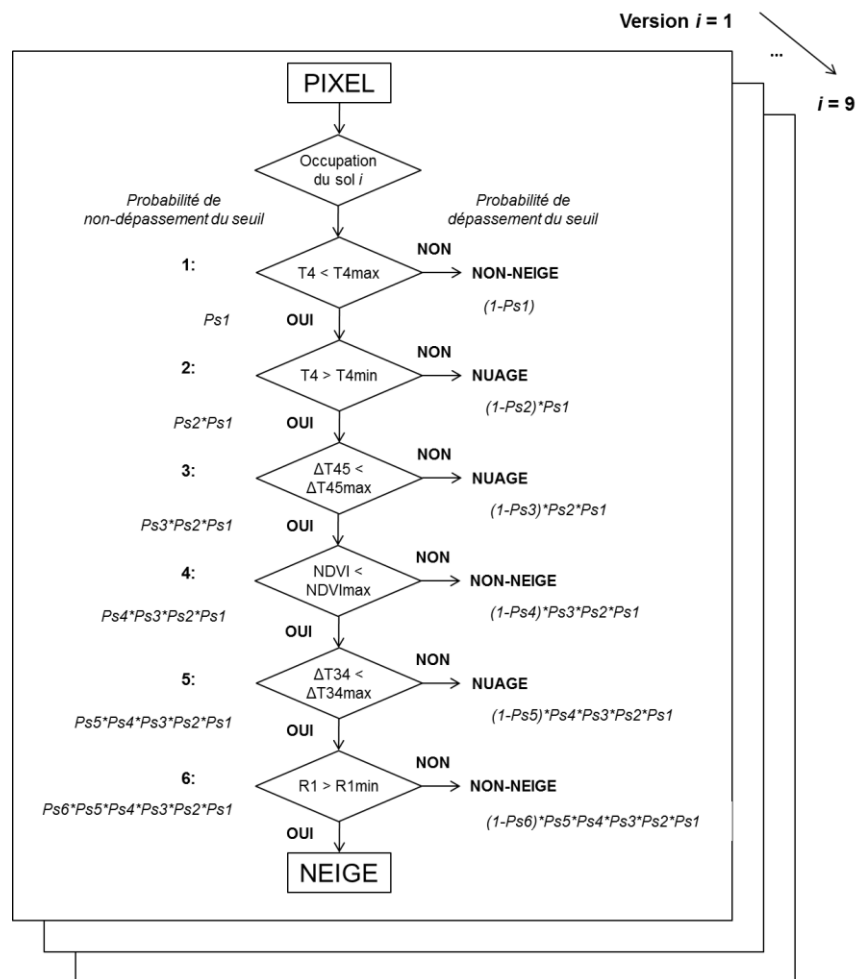 Version i = 1
...
i = 9
PIXEL
Occupation
du sol i
Probabilité de
non-dépassement du seuil
Probabilité de
dépassement du seuil
1:
T4 < T4max
NON
NON-NEIGE
(1-Ps1)
Ps1
OUI
2:
T4 > T4min
NON
NUAGE
(1-Ps2)*Ps1
Ps2*Ps1
OUI
3:
ΔT45 <
ΔT45max
NON
NUAGE
(1-Ps3)*Ps2*Ps1
Ps3*Ps2*Ps1
OUI
4:
NDVI <
NDVImax
NON
NON-NEIGE
(1-Ps4)*Ps3*Ps2*Ps1
Ps4*Ps3*Ps2*Ps1
OUI
5:
ΔT34 <
ΔT34max
NON
NUAGE
(1-Ps5)*Ps4*Ps3*Ps2*Ps1
Ps5*Ps4*Ps3*Ps2*Ps1
OUI
6:
R1 > R1min
NON
NON-NEIGE
(1-Ps6)*Ps5*Ps4*Ps3*Ps2*Ps1
Ps6*Ps5*Ps4*Ps3*Ps2*Ps1
OUI
NEIGE